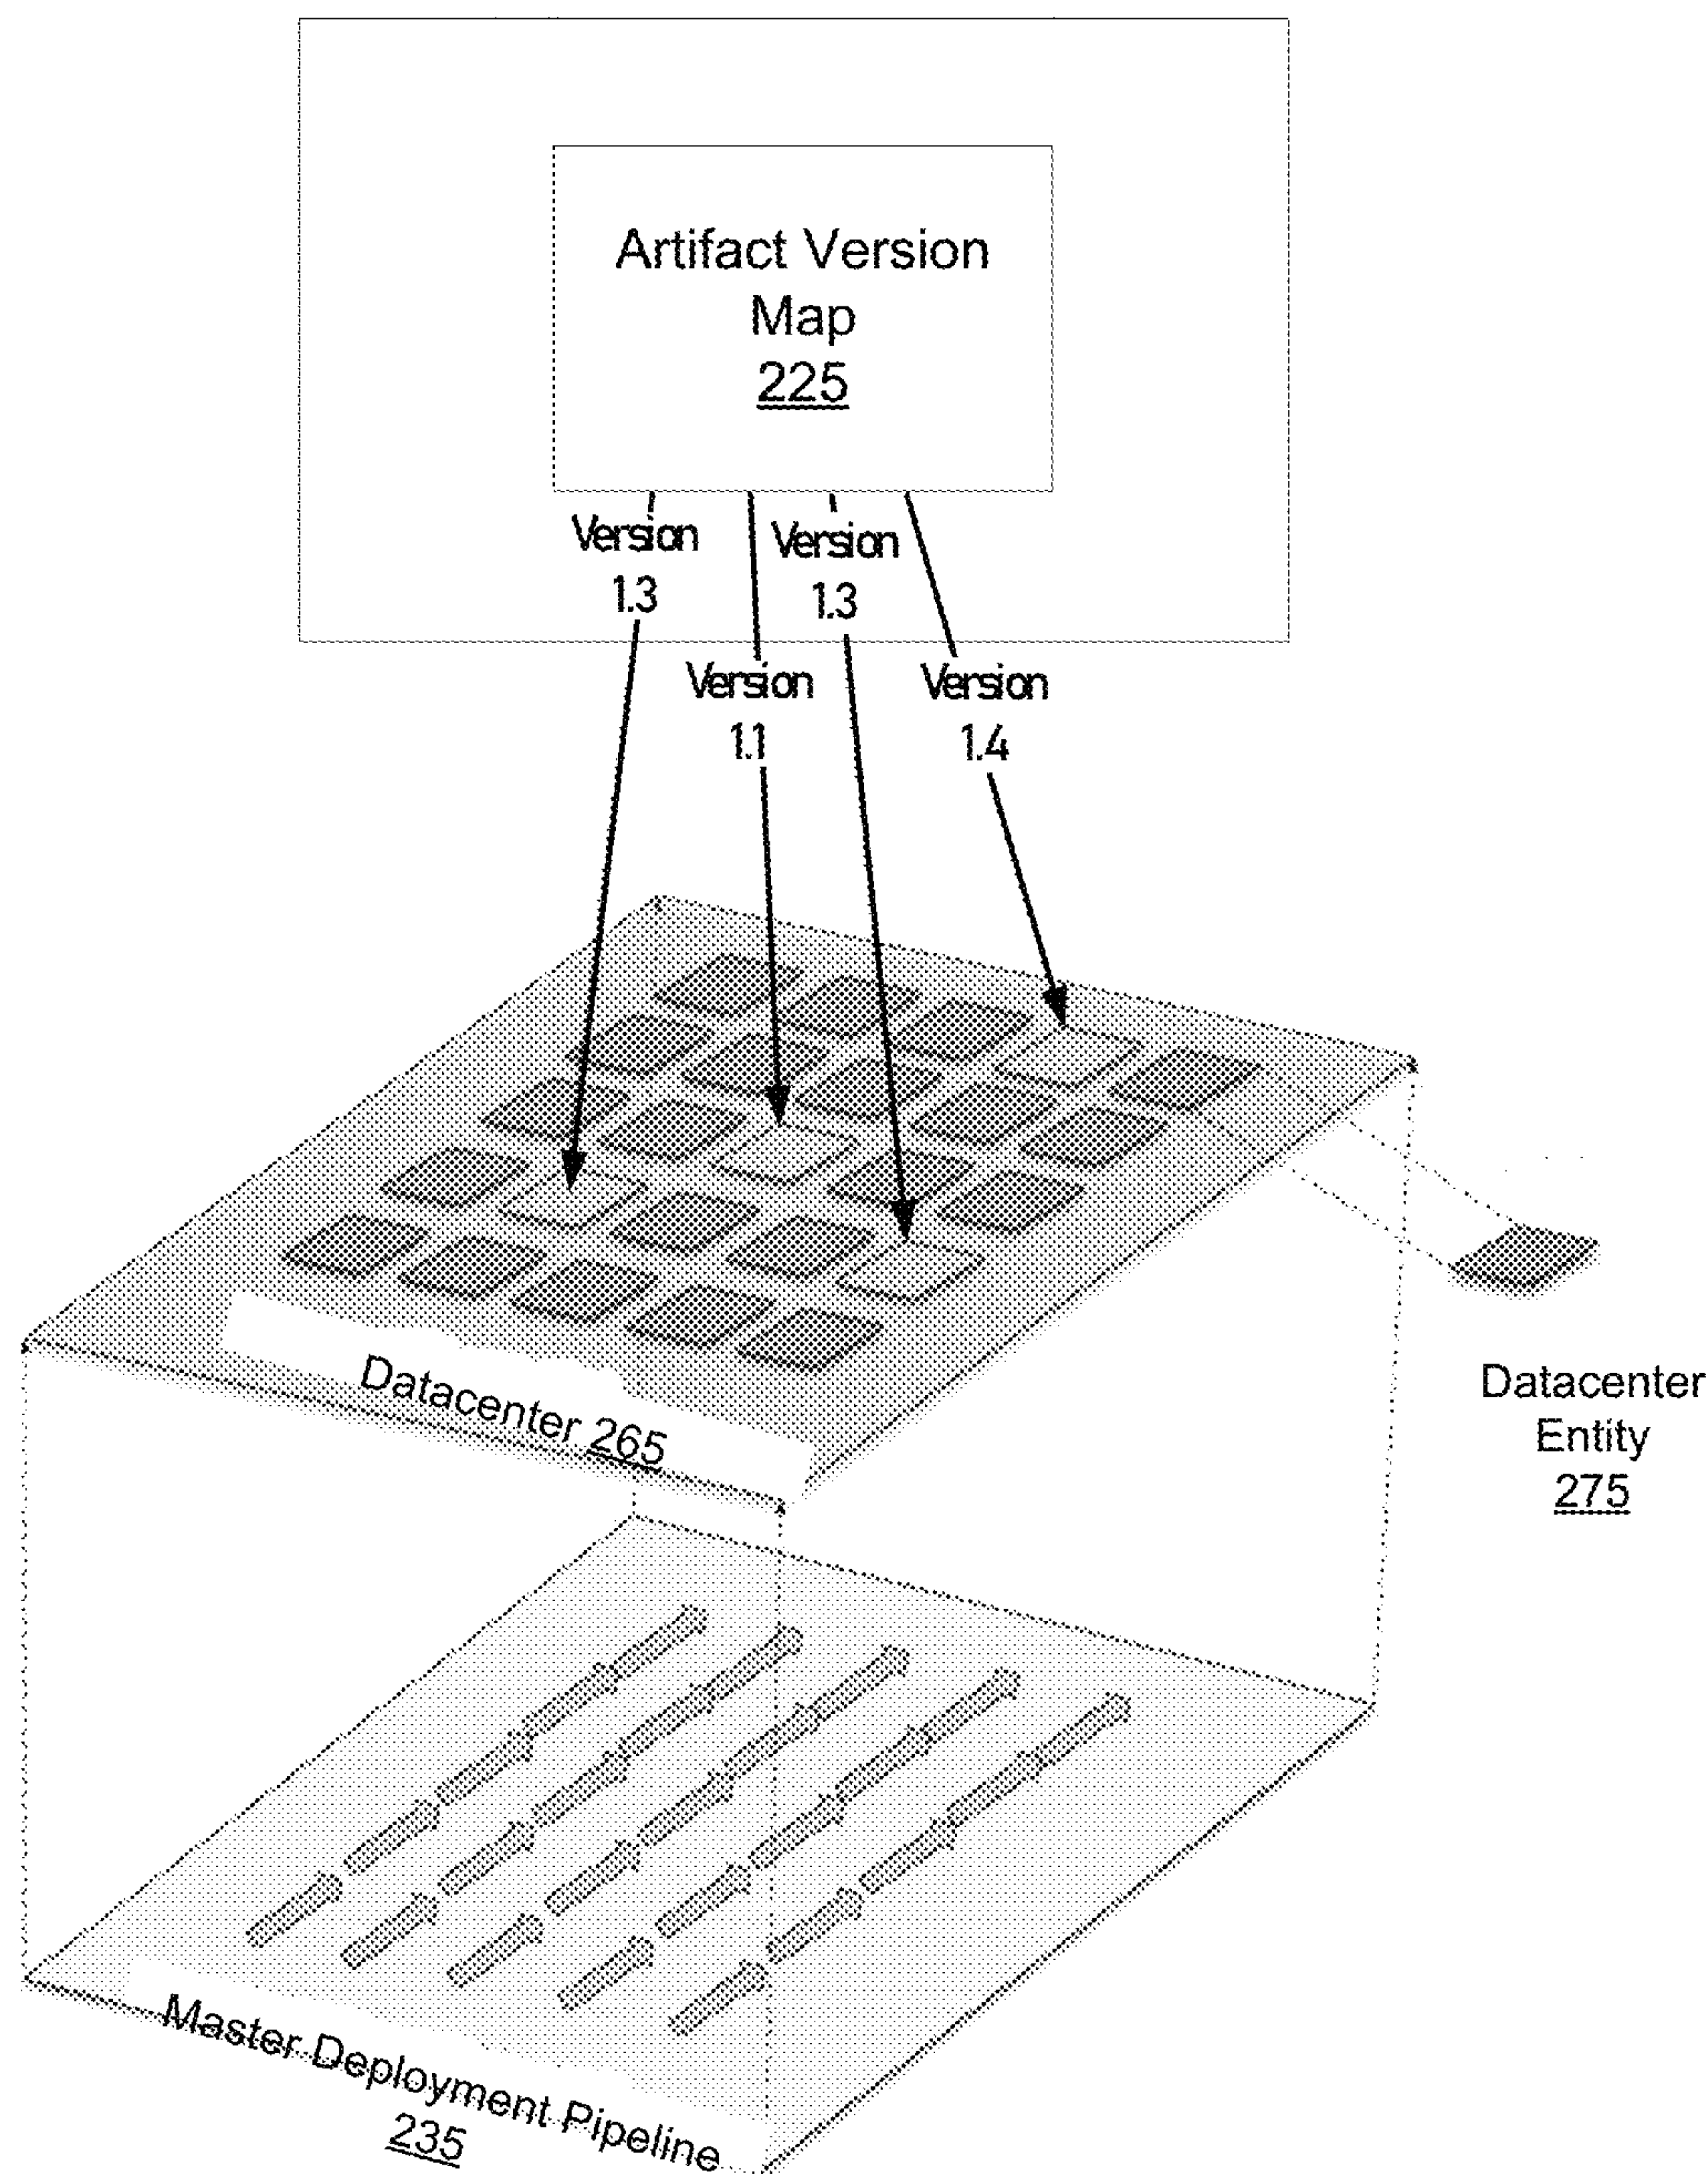 Artifact Version
Map
225
Version
1.3
Version
1.3
Version
1.1
Version
1.4
Datacenter 265
Datacenter
Entity
275
Master Deployment Pipeline
235